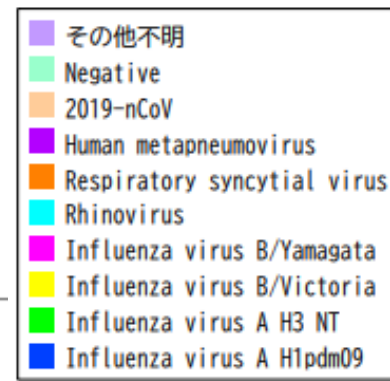 その他不明
Negative
2019-nCoV
Human metapneumovirus
Respiratory syncytial virus
Rhinovirus
Influenza virus B/Yamagata
Influenza virus B/Victoria
Influenza virus A H3 NT
Influenza virus A H1pdm09